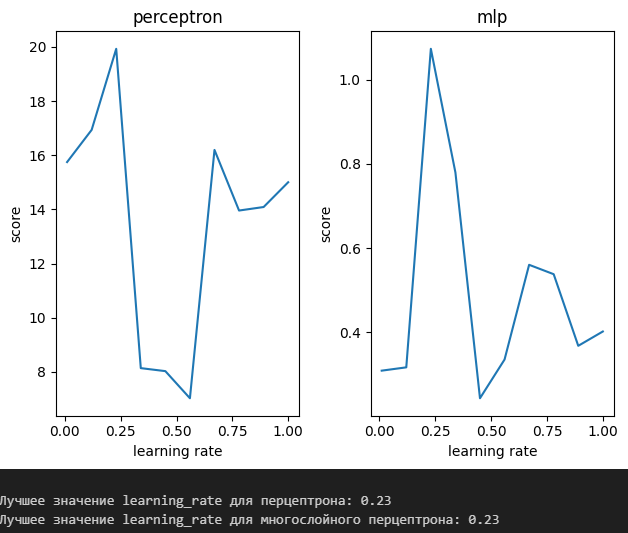 perceptron
mlp
20
18
16
14
12
10
8
score
0.00
0.25
0.50
0.75
1.00
learning rate
1.0
0.8
0.6
0.4
score
0.00
0.25
0.50
0.75
1.00
learning rate
Лучшее значение learning_rate для перцептрона: 0.23
Лучшее значение learning_rate для многослойного перцептрона: 0.23